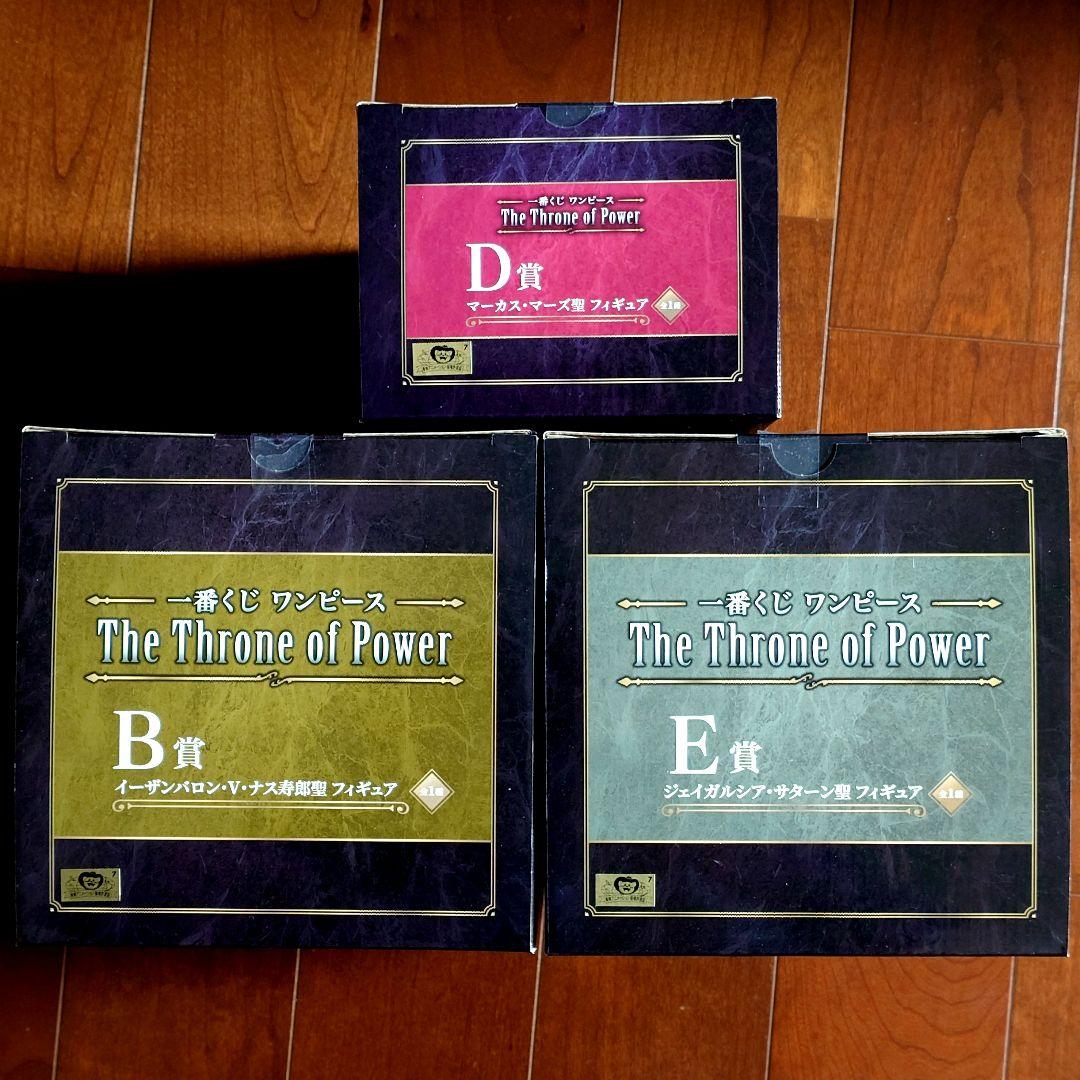 一番くじ ワンピース
The Throne of Power
D賞
マーカス・マーズ聖 フィギュア
全1種
7
一番くじ ワンピース
The Throne of Power
B賞
イーザンバロン・V・ナス寿郎聖 フィギュア
全1種
7
一番くじ ワンピース
The Throne of Power
E賞
ジェイガルシア・サターン聖 フィギュア
全1種
7